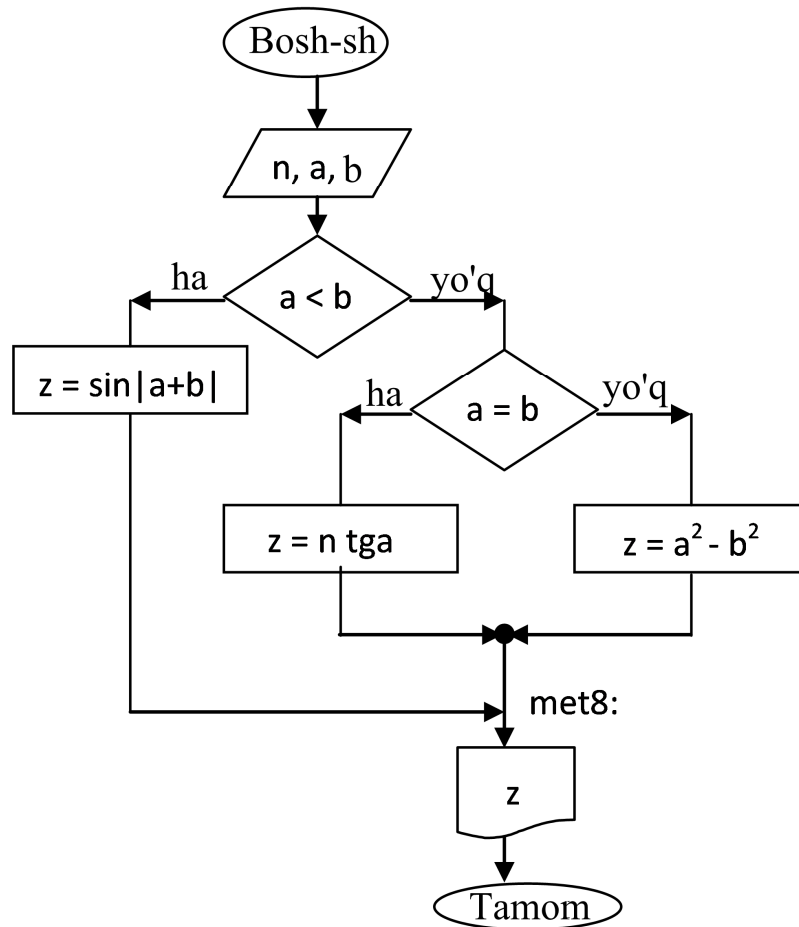 Bosh-sh
n, a, b
ha
a < b
yo'q
z = sin|a+b|
ha
a = b
yo'q
z = n tga
z = a² - b²
met8:
z
Tamom